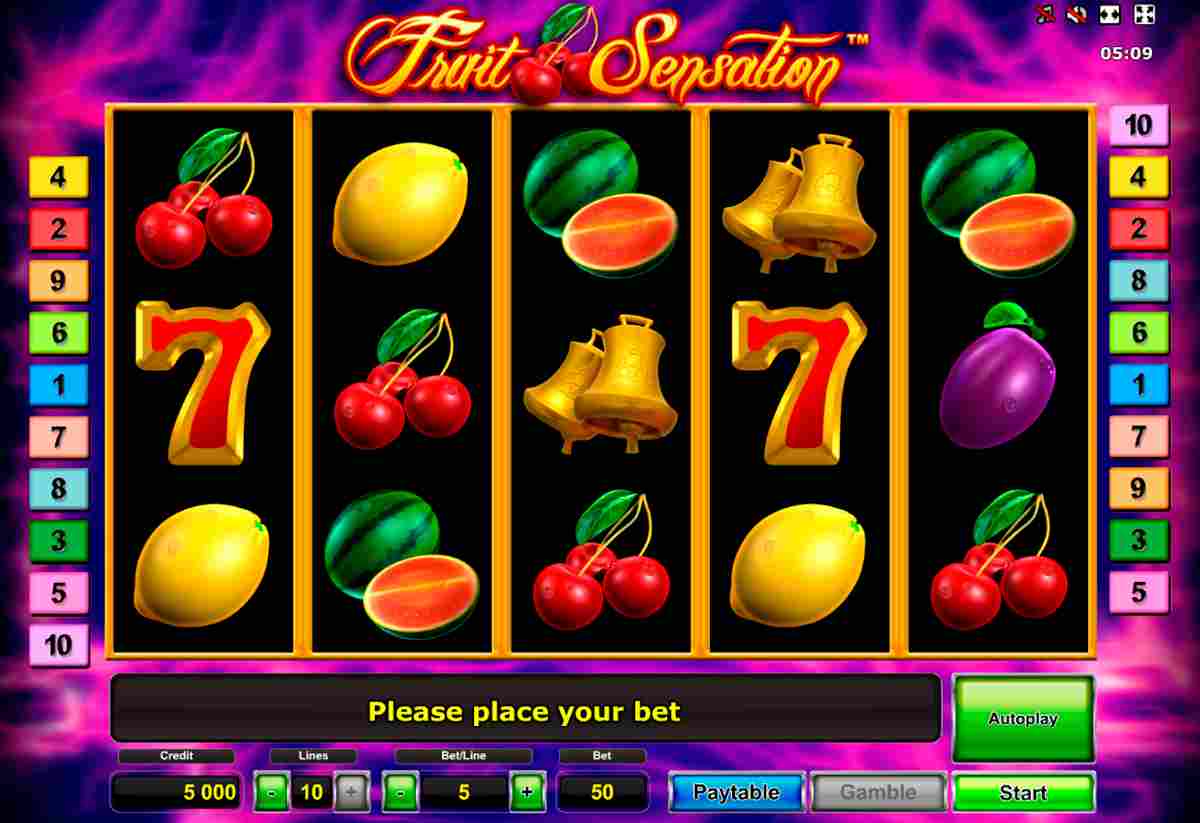 Fruit Sensation™
05:09
10
4 4
2 2
9 8
6 6
1 1
7 7
8 9
3 3
5 5
10
Please place your bet
Autoplay
Credit Lines Bet/Line Bet
5 000 - 10 + - 5 + 50 Paytable Gamble Start